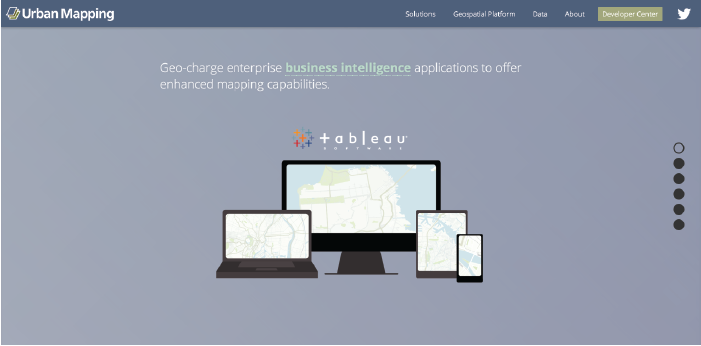 Urban Mapping
Solutions Geospatial Platform Data About Developer Center
Geo-charge enterprise business intelligence applications to offer
enhanced mapping capabilities.
+ableau
SOFTWARE